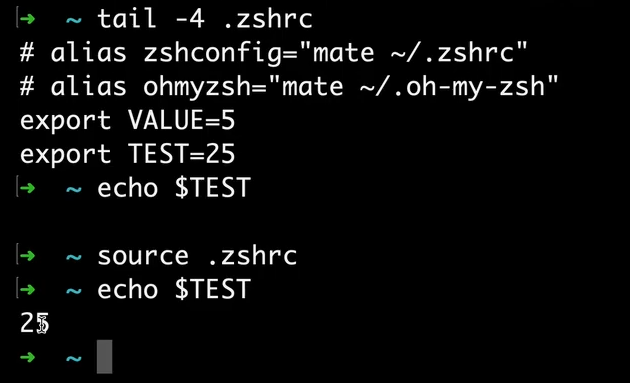 ➜ ~ tail -4 .zshrc
# alias zshconfig="mate ~/.zshrc"
# alias ohmyzsh="mate ~/.oh-my-zsh"
export VALUE=5
export TEST=25
➜ ~ echo $TEST
➜ ~ source .zshrc
➜ ~ echo $TEST
25
➜ ~